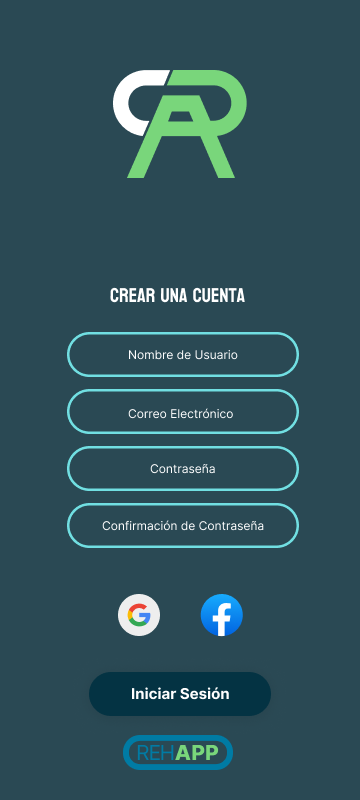 CREAR UNA CUENTA
Nombre de Usuario
Correo Electrónico
Contraseña
Confirmación de Contraseña
Iniciar Sesión
REHAPP